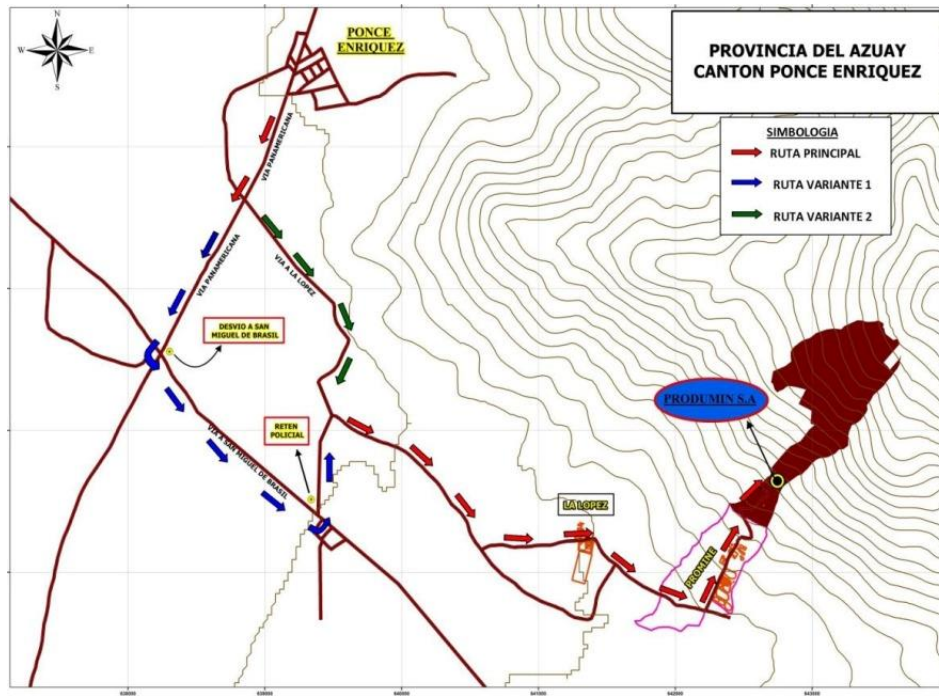 N
W
E
S
PONCE
ENRIQUEZ
PROVINCIA DEL AZUAY
CANTON PONCE ENRIQUEZ
SIMBOLOGIA
RUTA PRINCIPAL
RUTA VARIANTE 1
RUTA VARIANTE 2
VIA PANAMERICANA
VIA PANAMERICANA
VIA A LA LOPEZ
DESVIO A SAN
MIGUEL DE BRASIL
RETEN
POLICIAL
VIA A SAN MIGUEL DE BRASIL
PRODUMIN S.A
LA LOPEZ
PROMINE